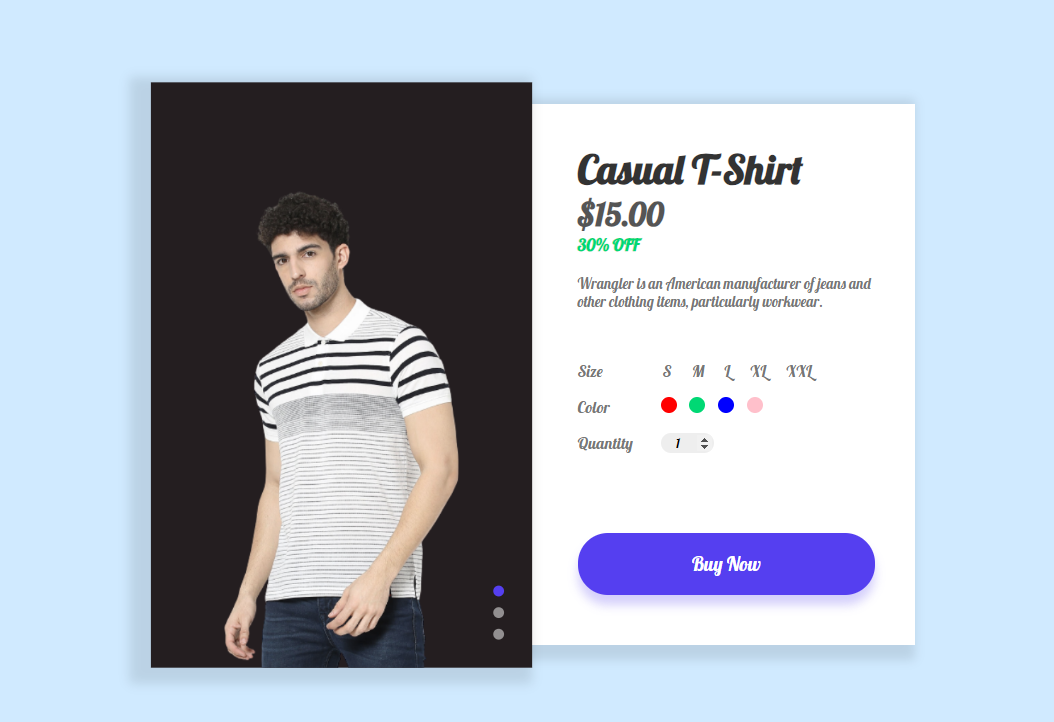 Casual T-Shirt
$15.00
30% OFF
Wrangler is an American manufacturer of jeans and
other clothing items, particularly workwear.
Size S M L XL XXL
Color
Quantity 1
Buy Now